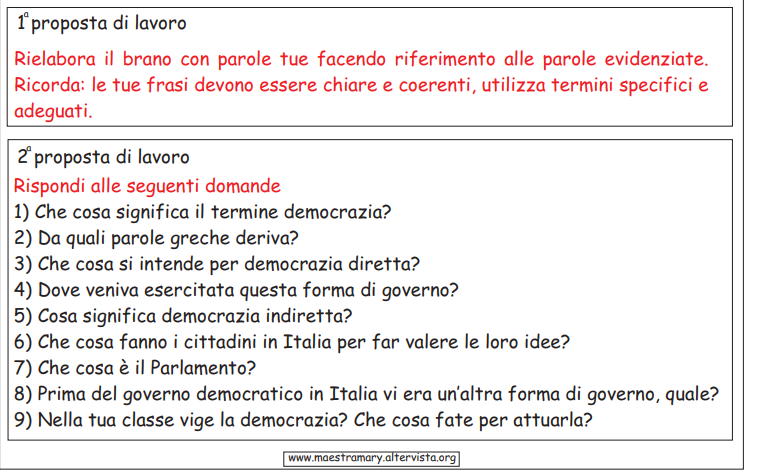 1ª proposta di lavoro
Rielabora il brano con parole tue facendo riferimento alle parole evidenziate.
Ricorda: le tue frasi devono essere chiare e coerenti, utilizza termini specifici e
adeguati.
2ª proposta di lavoro
Rispondi alle seguenti domande
1) Che cosa significa il termine democrazia?
2) Da quali parole greche deriva?
3) Che cosa si intende per democrazia diretta?
4) Dove veniva esercitata questa forma di governo?
5) Cosa significa democrazia indiretta?
6) Che cosa fanno i cittadini in Italia per far valere le loro idee?
7) Che cosa è il Parlamento?
8) Prima del governo democratico in Italia vi era un'altra forma di governo, quale?
9) Nella tua classe vige la democrazia? Che cosa fate per attuarla?
www.maestramary.altervista.org